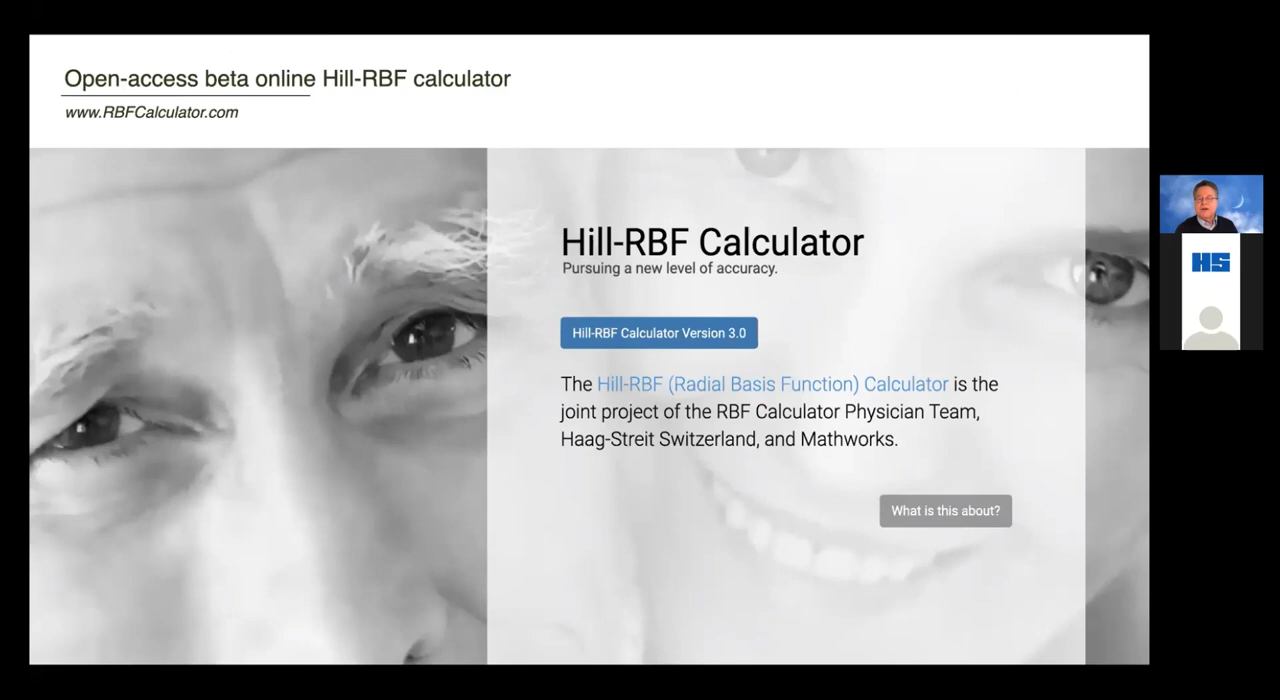 Open-access beta online Hill-RBF calculator
www.RBFCalculator.com
Hill-RBF Calculator
Pursuing a new level of accuracy.
Hill-RBF Calculator Version 3.0
The Hill-RBF (Radial Basis Function) Calculator is the
joint project of the RBF Calculator Physician Team,
Haag-Streit Switzerland, and Mathworks.
What is this about?
HS